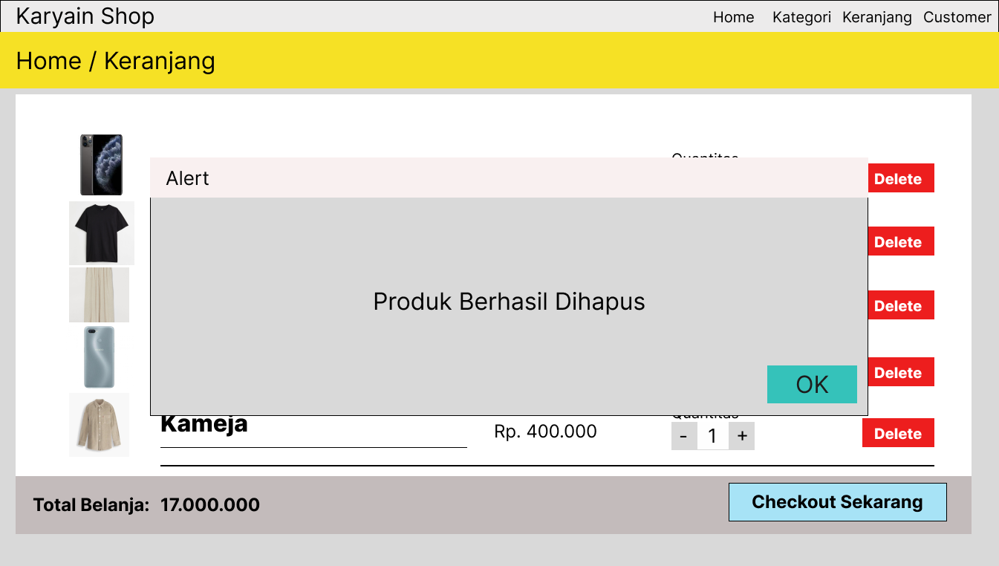 Karyain Shop
Home Kategori Keranjang Customer
Home / Keranjang
Quantitas
Alert
Delete
Delete
Produk Berhasil Dihapus
Delete
Delete
OK
Kameja
Quantitas
Rp. 400.000
- 1 +
Delete
Total Belanja: 17.000.000
Checkout Sekarang